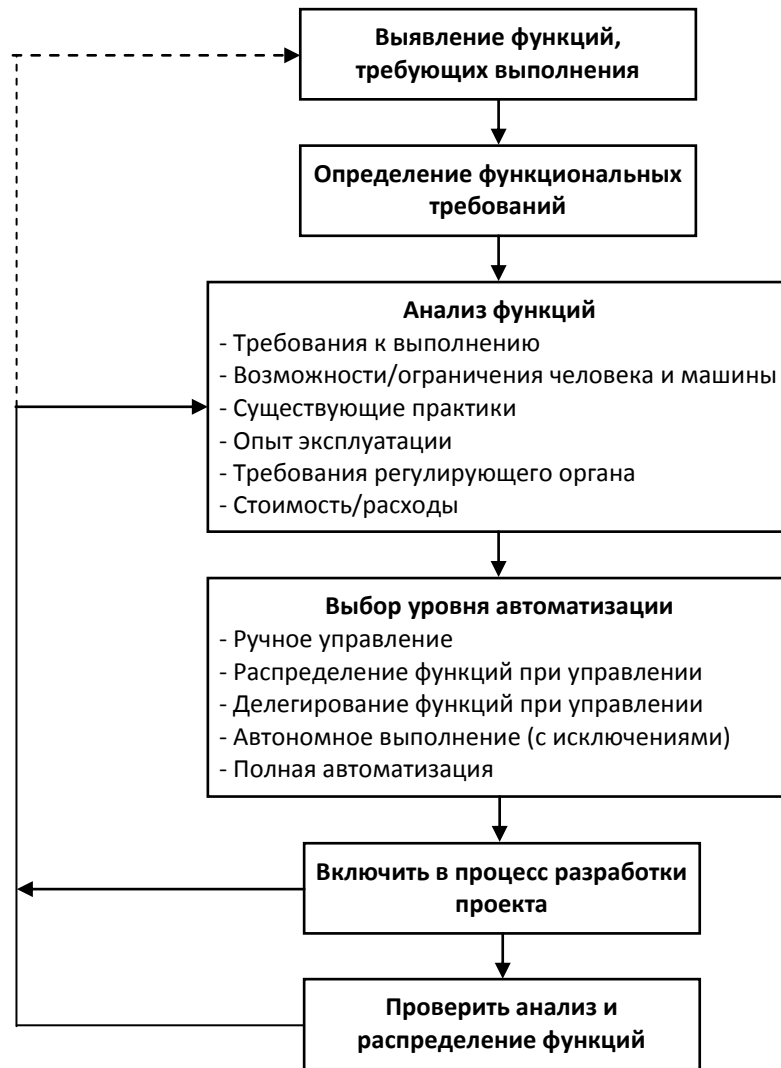 Выявление функций,
требующих выполнения
Определение функциональных
требований
Анализ функций
- Требования к выполнению
- Возможности/ограничения человека и машины
- Существующие практики
- Опыт эксплуатации
- Требования регулирующего органа
- Стоимость/расходы
Выбор уровня автоматизации
- Ручное управление
- Распределение функций при управлении
- Делегирование функций при управлении
- Автономное выполнение (с исключениями)
- Полная автоматизация
Включить в процесс разработки
проекта
Проверить анализ и
распределение функций